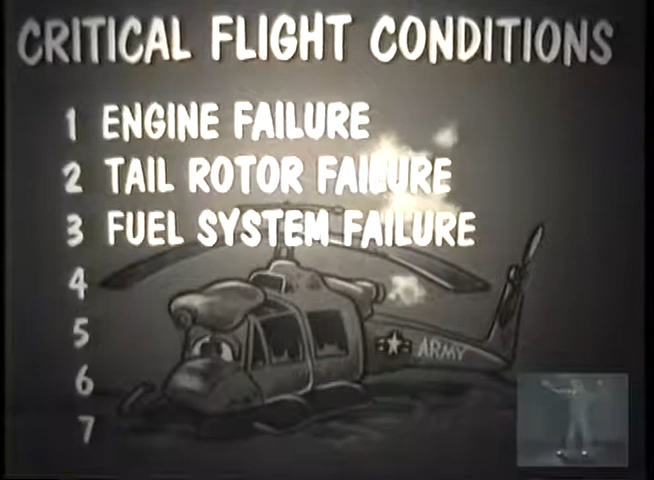 CRITICAL FLIGHT CONDITIONS
1 ENGINE FAILURE
2 TAIL ROTOR FAILURE
3 FUEL SYSTEM FAILURE
4
5
6
7
ARMY